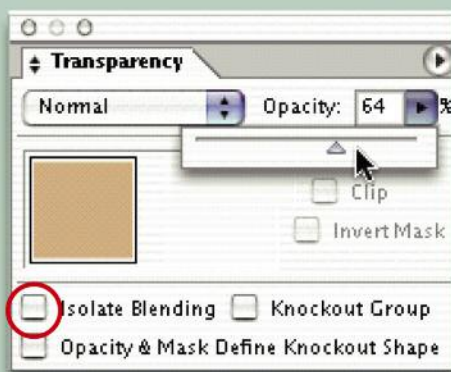 Transparency
Normal Opacity: 64 %
Clip
Invert Mask
Isolate Blending Knockout Group
Opacity & Mask Define Knockout Shape